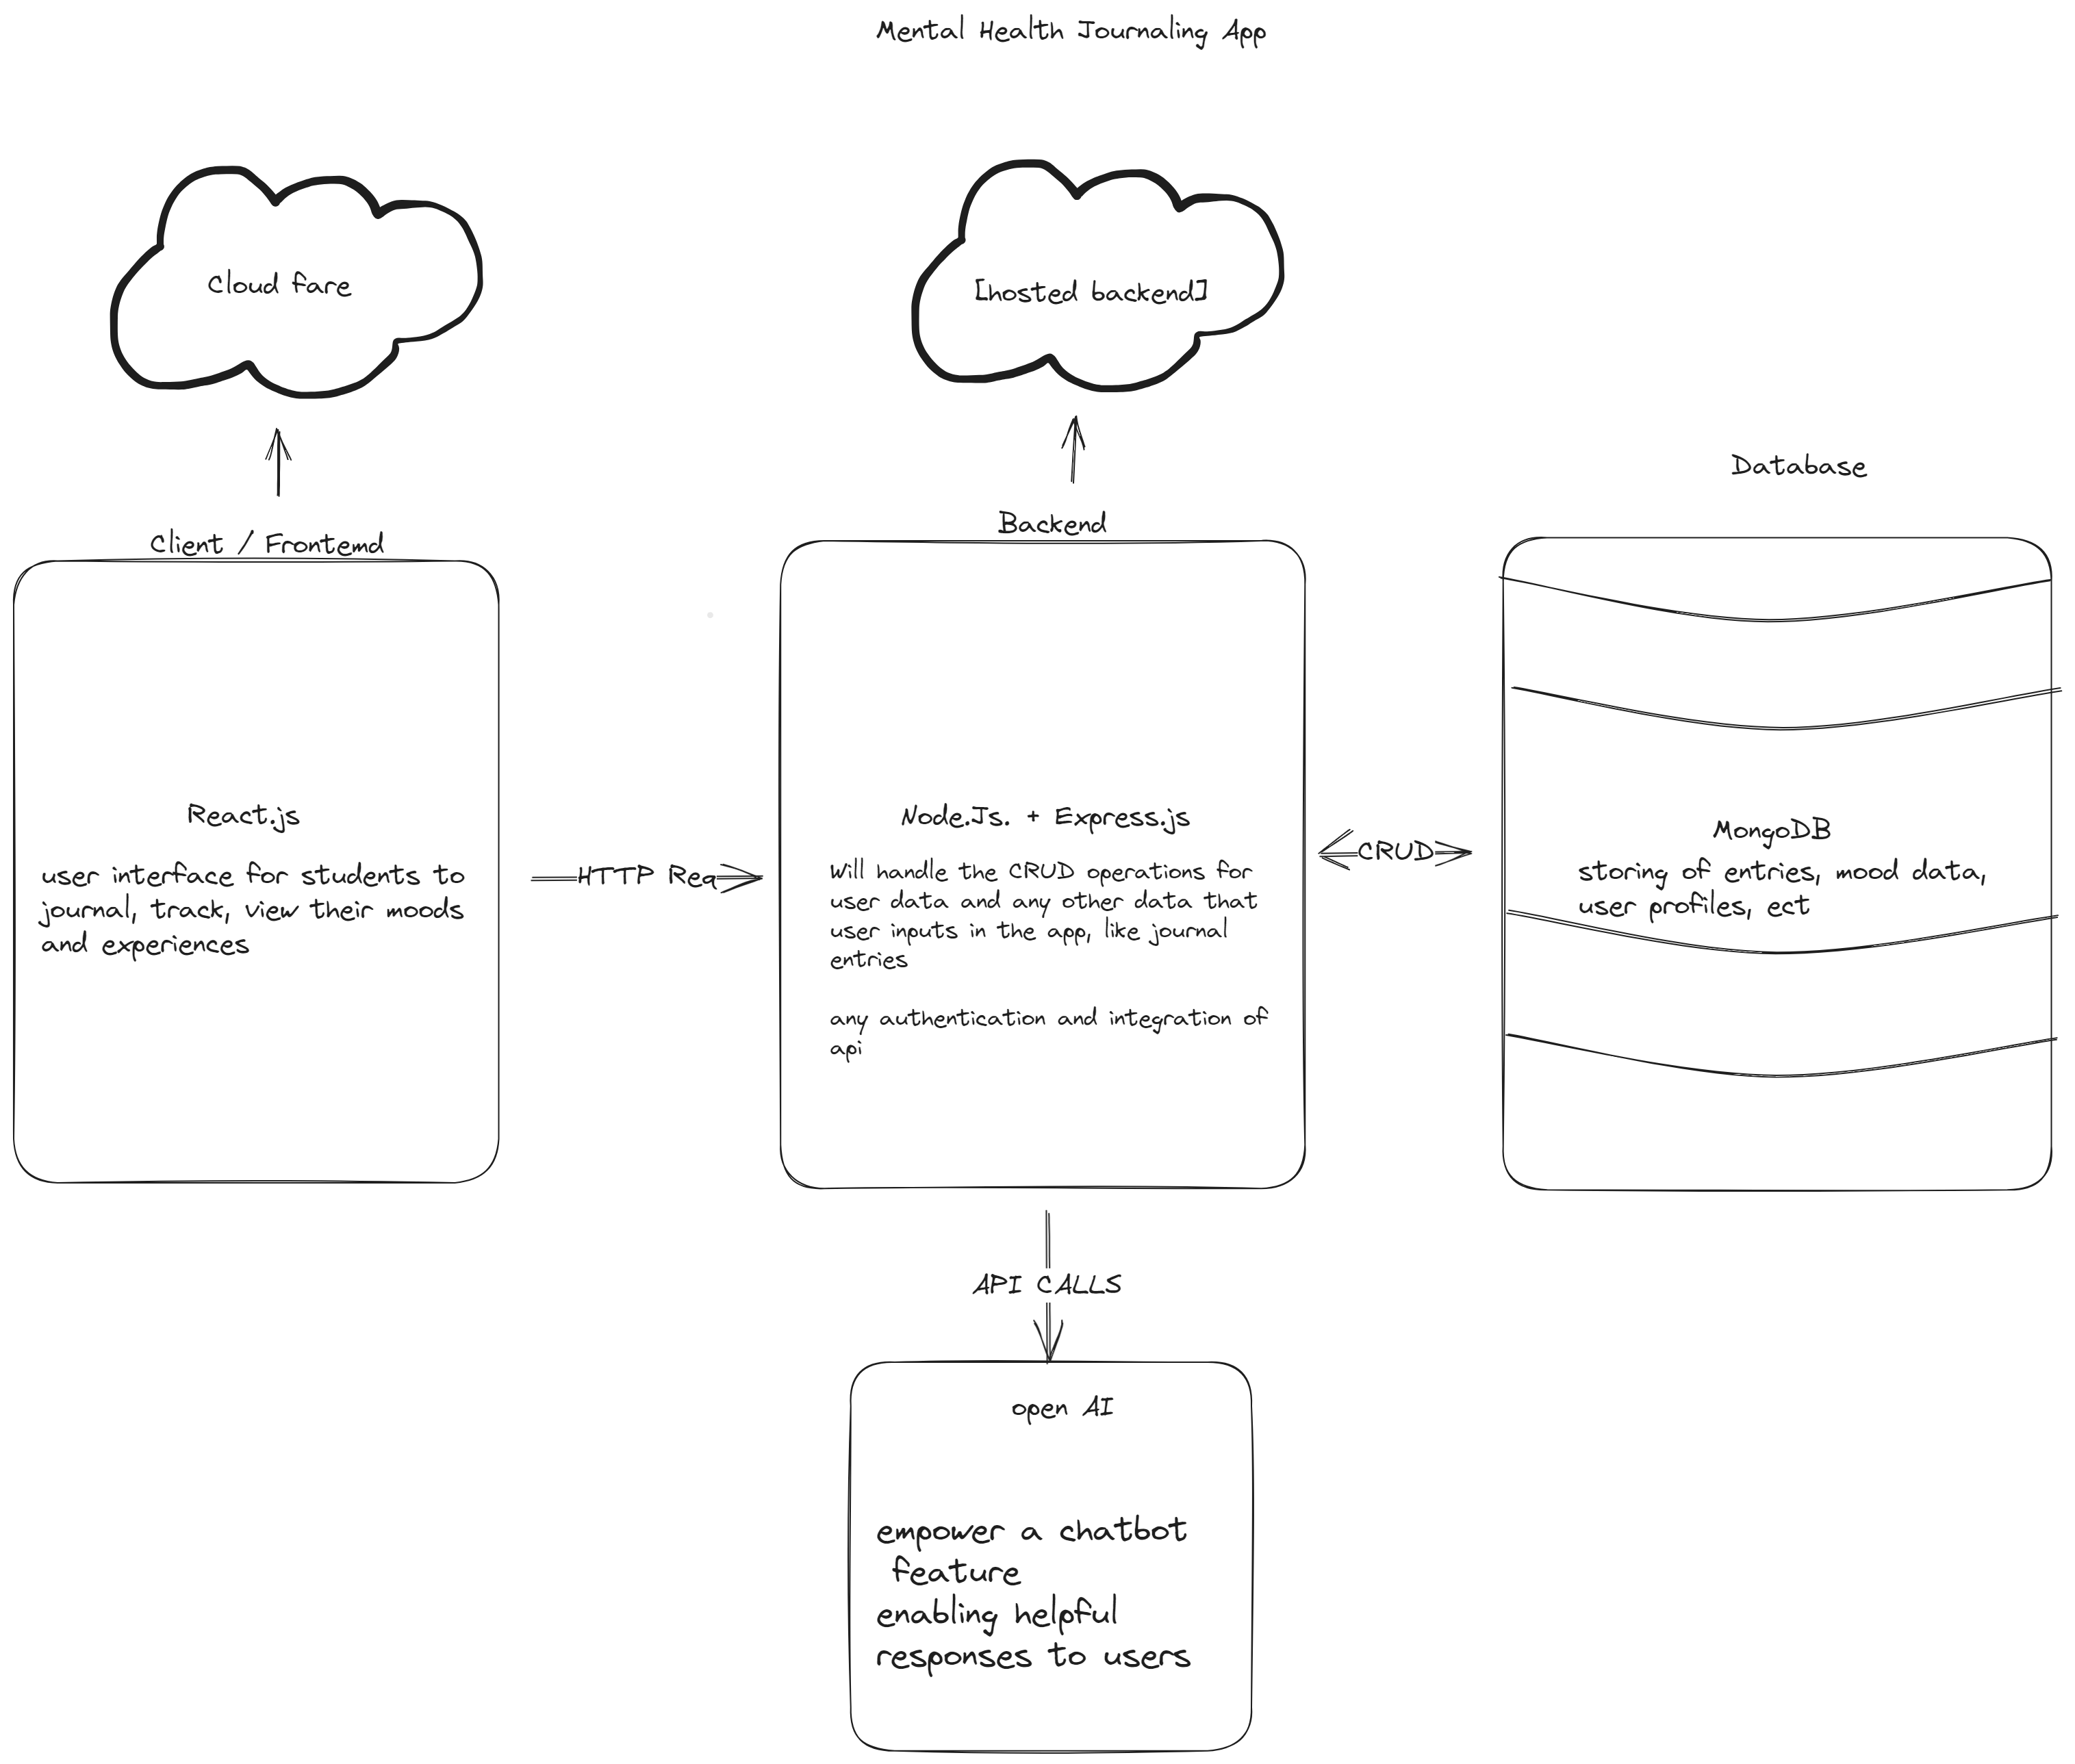 Mental Health Journaling App
Cloud fare
[hosted backend]
Client / Frontemd
Backend
Database
React.js
user interface for students to
journal, track, view their moods
and experiences
HTTP Req
Node.Js. + Express.js
Will handle the CRUD operations for
user data and any other data that
user inputs in the app, like journal
entries
any authentication and integration of
api
CRUD
MongoDB
storing of entries, mood data,
user profiles, ect
API CALLS
open AI
empower a chatbot
feature
enabling helpful
responses to users